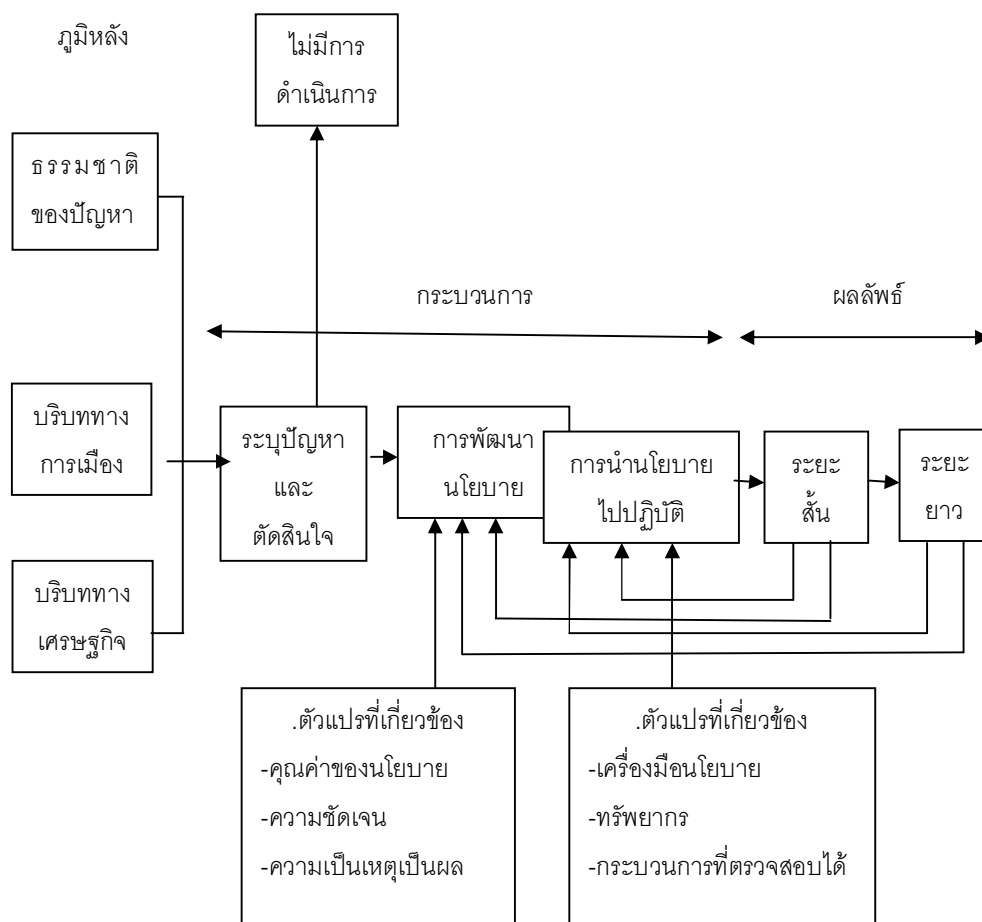 ภูมิหลัง
ไม่มีการ
ดำเนินการ
ธรรมชาติ
ของปัญหา
กระบวนการ
ผลลัพธ์
บริบททาง
การเมือง
ระบุปัญหา
และ
ตัดสินใจ
การพัฒนา
นโยบาย
การนำนโยบาย
ไปปฏิบัติ
ระยะ
สั้น
ระยะ
ยาว
บริบททาง
เศรษฐกิจ
.ตัวแปรที่เกี่ยวข้อง
-คุณค่าของนโยบาย
-ความชัดเจน
-ความเป็นเหตุเป็นผล
.ตัวแปรที่เกี่ยวข้อง
-เครื่องมือนโยบาย
-ทรัพยากร
-กระบวนการที่ตรวจสอบได้